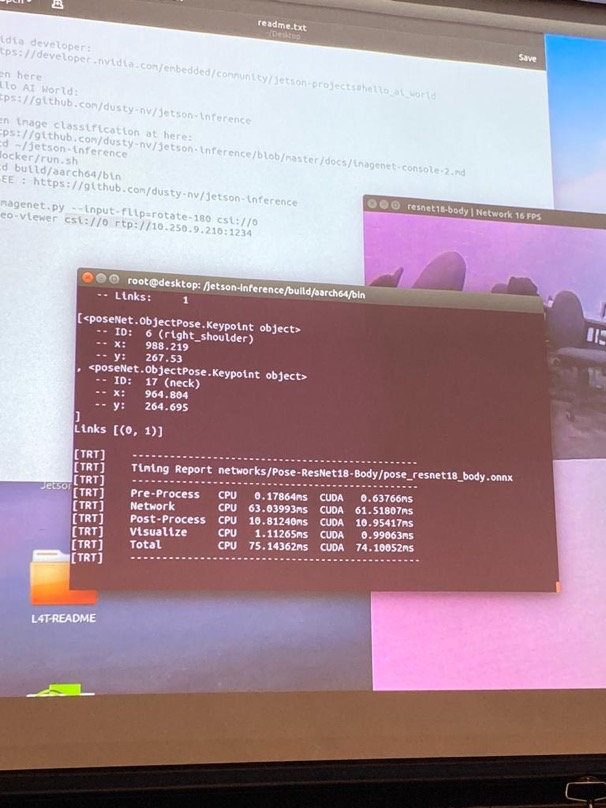 readme.txt
~/Desktop
Save
idia developer:
tps://developer.nvidia.com/embedded/community/jetson-projects#hello_ai_world
en here
llo AI World:
tps://github.com/dusty-nv/jetson-inference
en image classification at here:
tps://github.com/dusty-nv/jetson-inference/blob/master/docs/imagenet-console-2.md
cd ~/jetson-inference
docker/run.sh
cd build/aarch64/bin
EE : https://github.com/dusty-nv/jetson-inference
magenet.py --input-flip=rotate-180 csi://0
eo-viewer csi://0 rtp://10.250.9.210:1234
resnet18-body | Network 16 FPS
root@desktop: /jetson-inference/build/aarch64/bin
-- Links: 1
[<poseNet.ObjectPose.Keypoint object>
-- ID: 6 (right_shoulder)
-- x: 988.219
-- y: 267.53
, <poseNet.ObjectPose.Keypoint object>
-- ID: 17 (neck)
-- x: 964.804
-- y: 264.695
]
Links [(0, 1)]
[TRT] ------------------------------------------------
[TRT] Timing Report networks/Pose-ResNet18-Body/pose_resnet18_body.onnx
[TRT] ------------------------------------------------
[TRT] Pre-Process CPU 0.17864ms CUDA 0.63766ms
[TRT] Network CPU 63.03993ms CUDA 61.51807ms
[TRT] Post-Process CPU 10.81240ms CUDA 10.95417ms
[TRT] Visualize CPU 1.11265ms CUDA 0.99063ms
[TRT] Total CPU 75.14362ms CUDA 74.10052ms
[TRT] ------------------------------------------------
Jetson
L4T-README